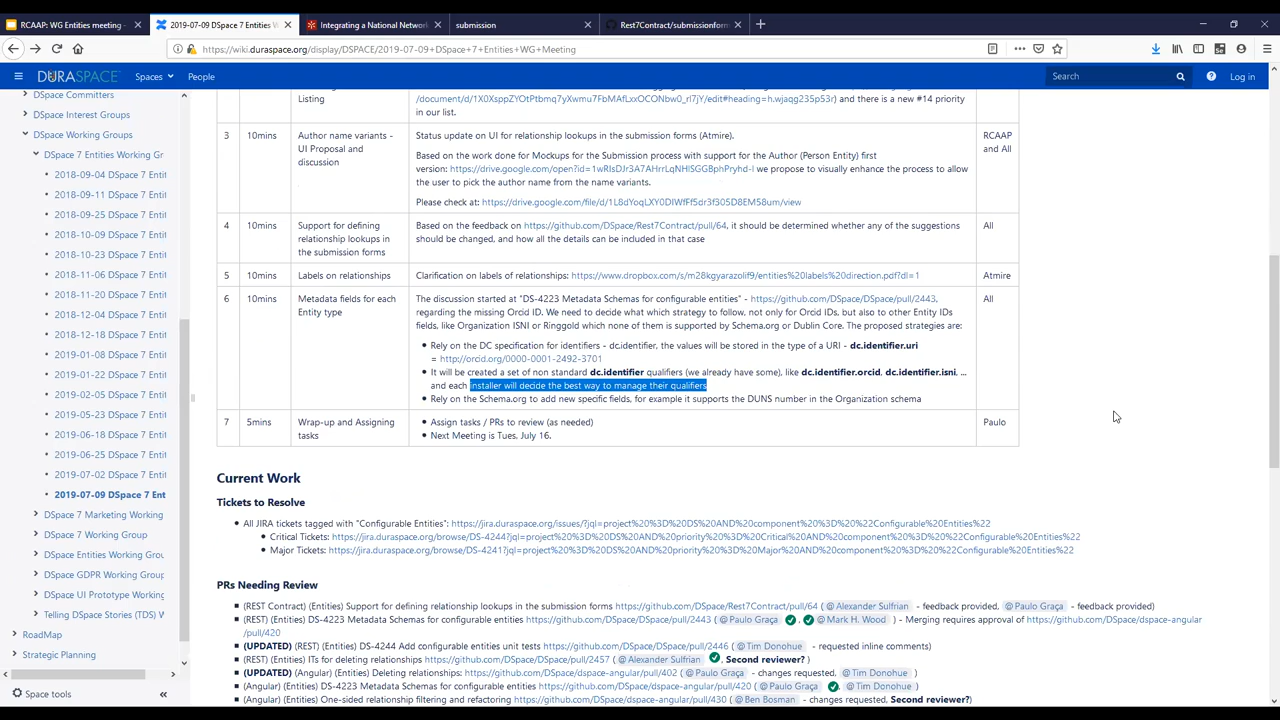 RCAAP: WG Entities meeting -
2019-07-09 DSpace 7 Entities W
Integrating a National Network
submission
Rest7Contract/submissionform
https://wiki.duraspace.org/display/DSPACE/2019-07-09+DSpace+7+Entities+WG+Meeting
DURASPACE
Spaces
People
Search
Log in
DSpace Committers
DSpace Interest Groups
DSpace Working Groups
DSpace 7 Entities Working Gr
2018-09-04 DSpace 7 Entit
2018-09-11 DSpace 7 Entit
2018-09-25 DSpace 7 Entit
2018-10-09 DSpace 7 Entit
2018-10-23 DSpace 7 Entit
2018-11-06 DSpace 7 Entit
2018-11-20 DSpace 7 Entit
2018-12-04 DSpace 7 Entit
2018-12-18 DSpace 7 Entit
2019-01-08 DSpace 7 Entit
2019-01-22 DSpace 7 Entit
2019-02-05 DSpace 7 Entit
2019-05-23 DSpace 7 Entit
2019-06-18 DSpace 7 Entit
2019-06-25 DSpace 7 Entit
2019-07-02 DSpace 7 Entit
2019-07-09 DSpace 7 Ent
DSpace 7 Marketing Working
DSpace 7 Working Group
DSpace Entities Working Grou
DSpace GDPR Working Group
DSpace UI Prototype Working
Telling DSpace Stories (TDS) W
RoadMap
Strategic Planning
Space tools
Listing
/document/d/1X0XsppZYOtPtbmq7yXwmu7FbMAfLxxOCONbw0_rl7jY/edit#heading=h.wjaqg235p53r) and there is a new #14 priority
in our list.
3 10mins Author name variants - UI Proposal and discussion
Status update on UI for relationship lookups in the submission forms (Atmire).
RCAAP and All
Based on the work done for Mockups for the Submission process with support for the Author (Person Entity) first
version: https://drive.google.com/open?id=1wRIsDJr3A7AHrrLqNHISGGBphPryhd-I we propose to visually enhance the process to allow
the user to pick the author name from the name variants.
Please check at: https://drive.google.com/file/d/1L8dYoqLXY0DIWfFf5dr3f305D8EM58um/view
4 10mins Support for defining relationship lookups in the submission forms
Based on the feedback on https://github.com/DSpace/Rest7Contract/pull/64, it should be determined whether any of the suggestions
should be changed, and how all the details can be included in that case
All
5 10mins Labels on relationships
Clarification on labels of relationships: https://www.dropbox.com/s/m28kgyarazolif9/entities%20labels%20direction.pdf?dl=1
Atmire
6 10mins Metadata fields for each Entity type
The discussion started at "DS-4223 Metadata Schemas for configurable entities" - https://github.com/DSpace/DSpace/pull/2443,
All
regarding the missing Orcid ID. We need to decide what which strategy to follow, not only for Orcid IDs, but also to other Entity IDs
fields, like Organization ISNI or Ringgold which none of them is supported by Schema.org or Dublin Core. The proposed strategies are:
Rely on the DC specification for identifiers - dc.identifier, the values will be stored in the type of a URI - dc.identifier.uri
= http://orcid.org/0000-0001-2492-3701
It will be created a set of non standard dc.identifier qualifiers (we already have some), like dc.identifier.orcid, dc.identifier.isni, ...
and each installer will decide the best way to manage their qualifiers
Rely on the Schema.org to add new specific fields, for example it supports the DUNS number in the Organization schema
7 5mins Wrap-up and Assigning tasks
Assign tasks / PRs to review (as needed)
Next Meeting is Tues. July 16.
Paulo
Current Work
Tickets to Resolve
All JIRA tickets tagged with "Configurable Entities": https://jira.duraspace.org/issues/?jql=project%20%3D%20DS%20AND%20component%20%3D%20%22Configurable%20Entities%22
Critical Tickets: https://jira.duraspace.org/browse/DS-4244?jql=project%20%3D%20DS%20AND%20priority%20%3D%20Critical%20AND%20component%20%3D%20%22Configurable%20Entities%22
Major Tickets: https://jira.duraspace.org/browse/DS-4241?jql=project%20%3D%20DS%20AND%20priority%20%3D%20Major%20AND%20component%20%3D%20%22Configurable%20Entities%22
PRs Needing Review
(REST Contract) (Entities) Support for defining relationship lookups in the submission forms https://github.com/DSpace/Rest7Contract/pull/64 ( @Alexander Sulfrian - feedback provided, @Paulo Graça - feedback provided)
(REST) (Entities) DS-4223 Metadata Schemas for configurable entities https://github.com/DSpace/DSpace/pull/2443 ( @Paulo Graça , @Mark H. Wood ) - Merging requires approval of https://github.com/DSpace/dspace-angular
/pull/420
(UPDATED) (REST) (Entities) DS-4244 Add configurable entities unit tests https://github.com/DSpace/DSpace/pull/2446 ( @Tim Donohue - requested inline comments)
(REST) (Entities) ITs for deleting relationships https://github.com/DSpace/DSpace/pull/2457 ( @Alexander Sulfrian , Second reviewer? )
(UPDATED) (Angular) (Entities) Deleting relationships: https://github.com/DSpace/dspace-angular/pull/402 ( @Paulo Graça - changes requested, @Tim Donohue )
(Angular) (Entities) DS-4223 Metadata Schemas for configurable entities https://github.com/DSpace/dspace-angular/pull/420 ( @Paulo Graça , @Tim Donohue )
(Angular) (Entities) One-sided relationship filtering and refactoring https://github.com/DSpace/dspace-angular/pull/430 ( @Ben Bosman - changes requested, Second reviewer?)